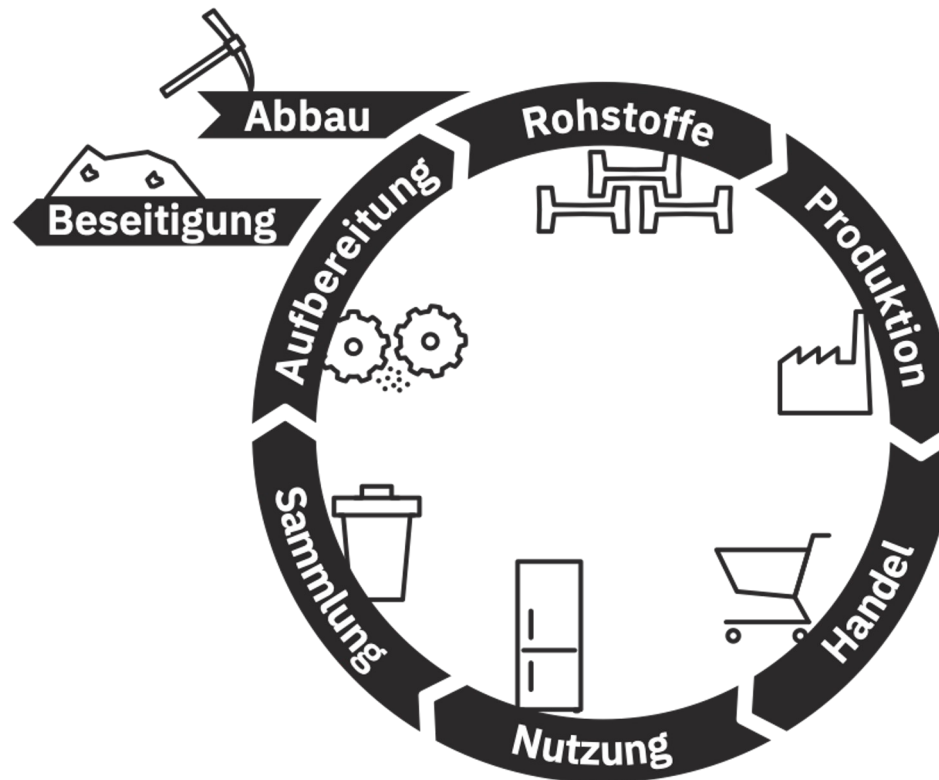 Abbau
Rohstoffe
Produktion
Handel
Nutzung
Sammlung
Aufbereitung
Beseitigung